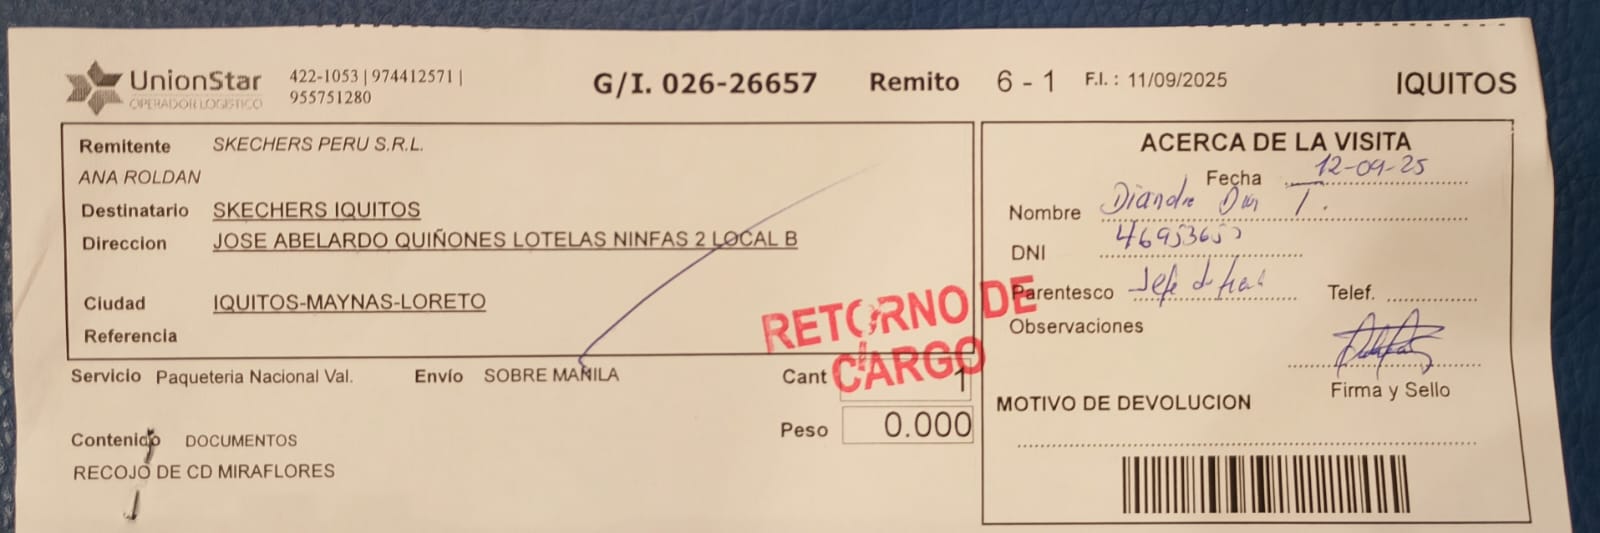 UnionStar
OPERADOR LOGISTICO
422-1053 | 974412571 |
955751280
G/I. 026-26657 Remito 6 - 1 F.I. : 11/09/2025 IQUITOS
Remitente SKECHERS PERU S.R.L.
ANA ROLDAN
Destinatario SKECHERS IQUITOS
Direccion JOSE ABELARDO QUIÑONES LOTELAS NINFAS 2 LOCAL B
Ciudad IQUITOS-MAYNAS-LORETO
Referencia
RETORNO DE
CARGO
Servicio Paqueteria Nacional Val. Envío SOBRE MANILA Cant 1
Peso 0.000
Contenido DOCUMENTOS
RECOJO DE CD MIRAFLORES
ACERCA DE LA VISITA
Fecha 12-09-25
Nombre Diandre T.
DNI
Parentesco Jefe de Telef.
Observaciones
Firma y Sello
MOTIVO DE DEVOLUCION